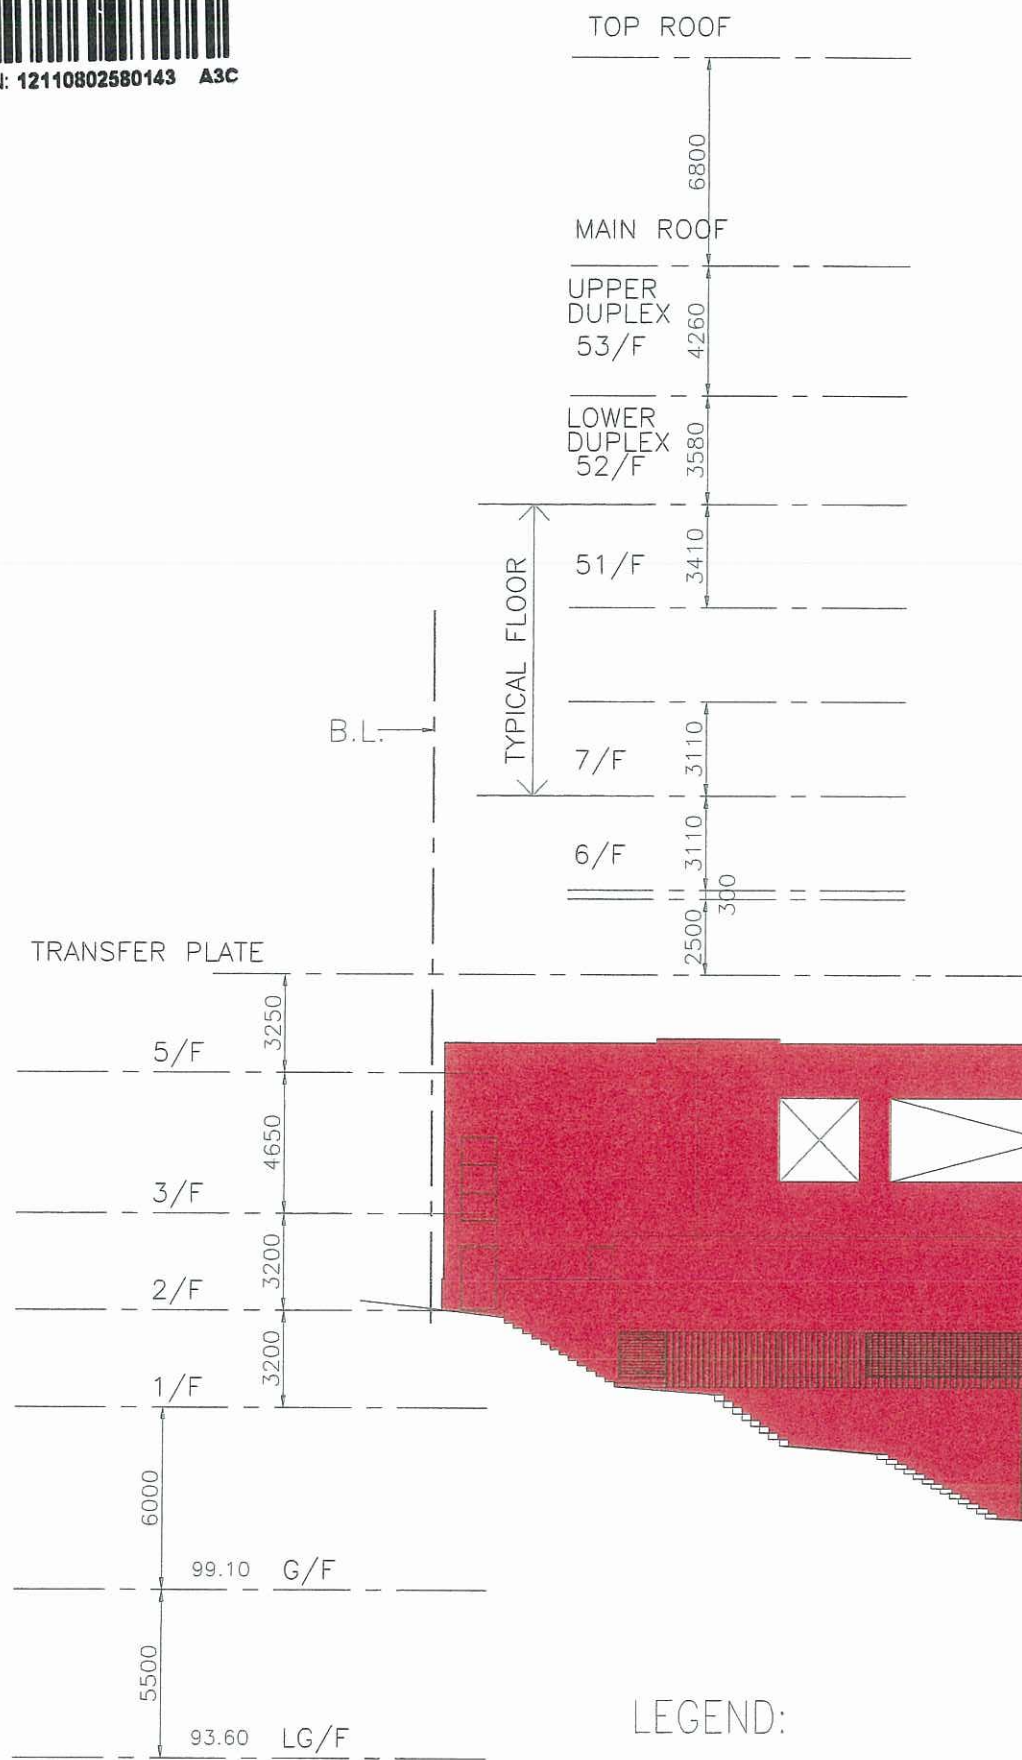 N: 12110802580143 A3C
TOP ROOF
6800
MAIN ROOF
UPPER
DUPLEX
53/F
4260
LOWER
DUPLEX
52/F
3580
51/F
3410
TYPICAL FLOOR
B.L.
7/F
3110
6/F
3110
300
2500
TRANSFER PLATE
3250
5/F
4650
3/F
3200
2/F
3200
1/F
6000
99.10 G/F
5500
93.60 LG/F
LEGEND: